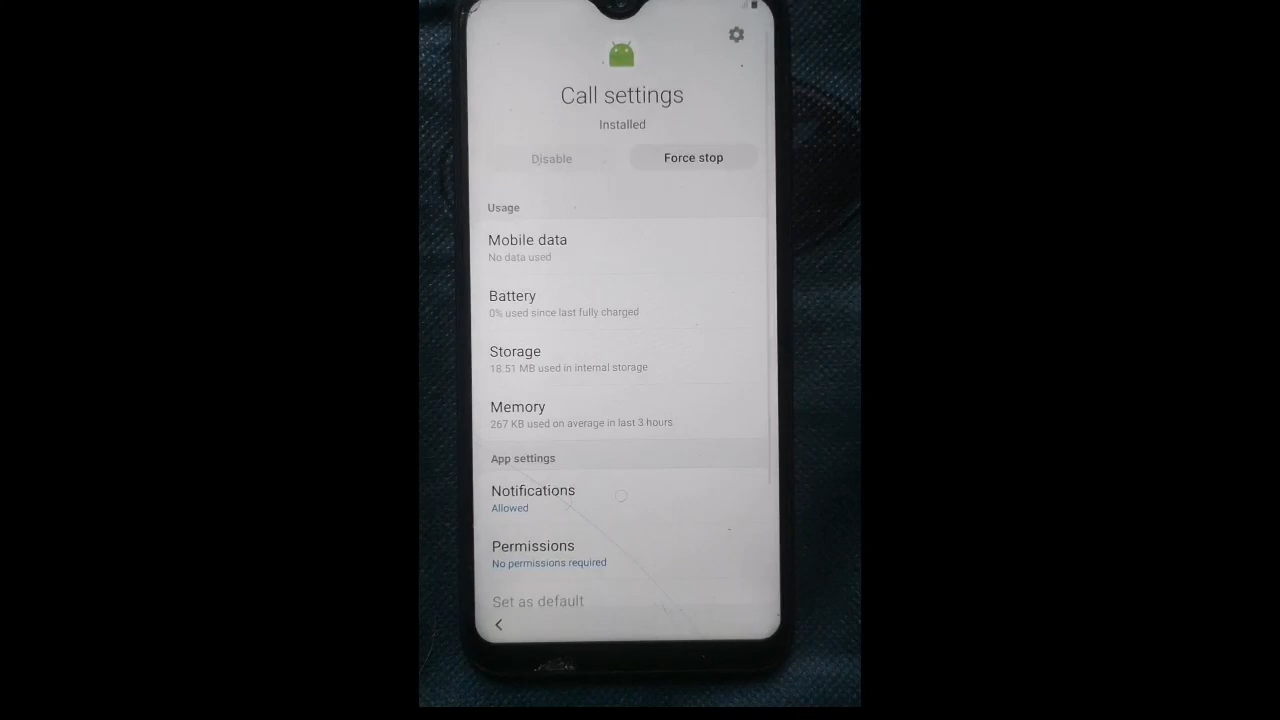 Call settings
Installed
Disable
Force stop
Usage
Mobile data
No data used
Battery
0% used since last fully charged
Storage
18.51 MB used in internal storage
Memory
267 KB used on average in last 3 hours
App settings
Notifications
Allowed
Permissions
No permissions required
Set as default